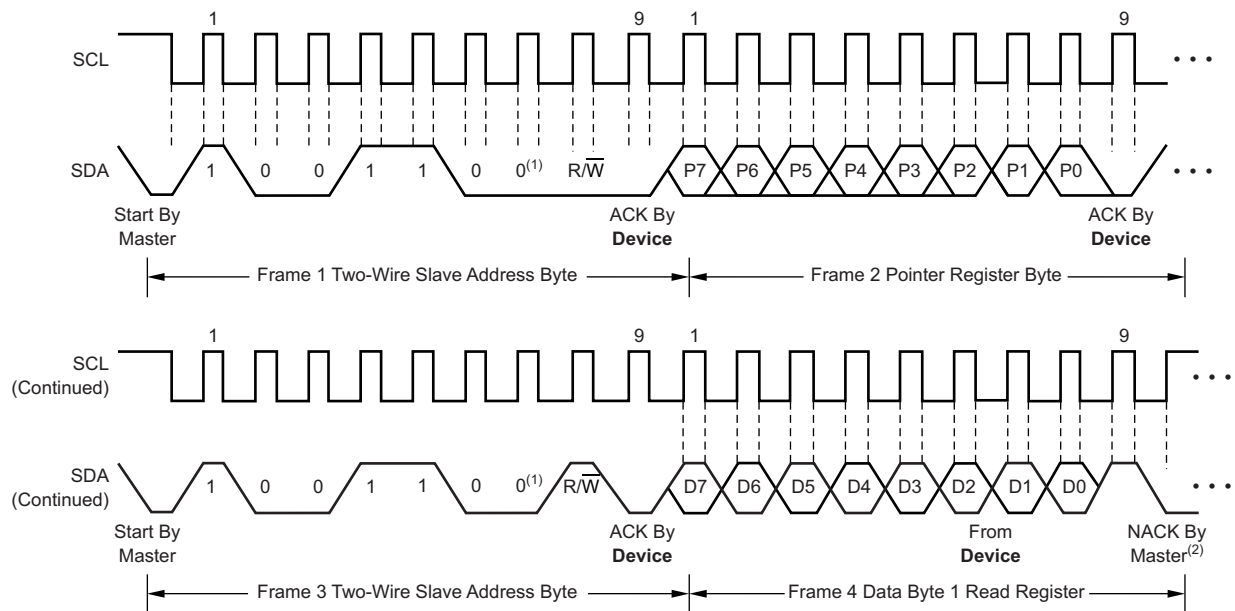 1 9 1 9
SCL • • •
SDA 1 0 0 1 1 0 0(1) R/W̅ P7 P6 P5 P4 P3 P2 P1 P0 • • •
Start By Master ACK By Device ACK By Device
Frame 1 Two-Wire Slave Address Byte Frame 2 Pointer Register Byte
1 9 1 9
SCL (Continued) • • •
SDA (Continued) 1 0 0 1 1 0 0(1) R/W̅ D7 D6 D5 D4 D3 D2 D1 D0 • • •
Start By Master ACK By Device From Device NACK By Master(2)
Frame 3 Two-Wire Slave Address Byte Frame 4 Data Byte 1 Read Register